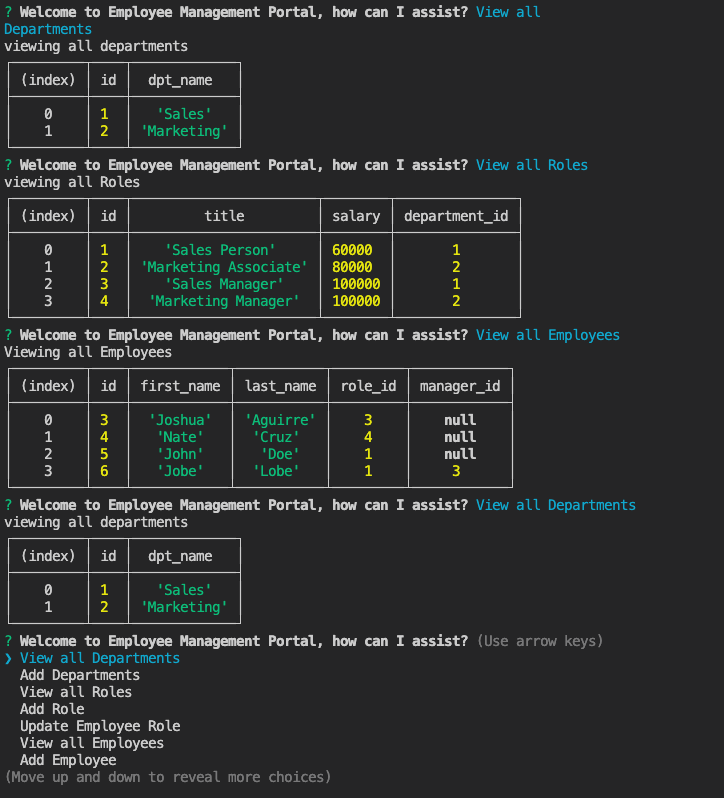 ? Welcome to Employee Management Portal, how can I assist? View all
Departments
viewing all departments
(index) id dpt_name
0 1 'Sales'
1 2 'Marketing'
? Welcome to Employee Management Portal, how can I assist? View all Roles
viewing all Roles
(index) id title salary department_id
0 1 'Sales Person' 60000 1
1 2 'Marketing Associate' 80000 2
2 3 'Sales Manager' 100000 1
3 4 'Marketing Manager' 100000 2
? Welcome to Employee Management Portal, how can I assist? View all Employees
Viewing all Employees
(index) id first_name last_name role_id manager_id
0 3 'Joshua' 'Aguirre' 3 null
1 4 'Nate' 'Cruz' 4 null
2 5 'John' 'Doe' 1 null
3 6 'Jobe' 'Lobe' 1 3
? Welcome to Employee Management Portal, how can I assist? View all Departments
viewing all departments
(index) id dpt_name
0 1 'Sales'
1 2 'Marketing'
? Welcome to Employee Management Portal, how can I assist? (Use arrow keys)
❯ View all Departments
Add Departments
View all Roles
Add Role
Update Employee Role
View all Employees
Add Employee
(Move up and down to reveal more choices)